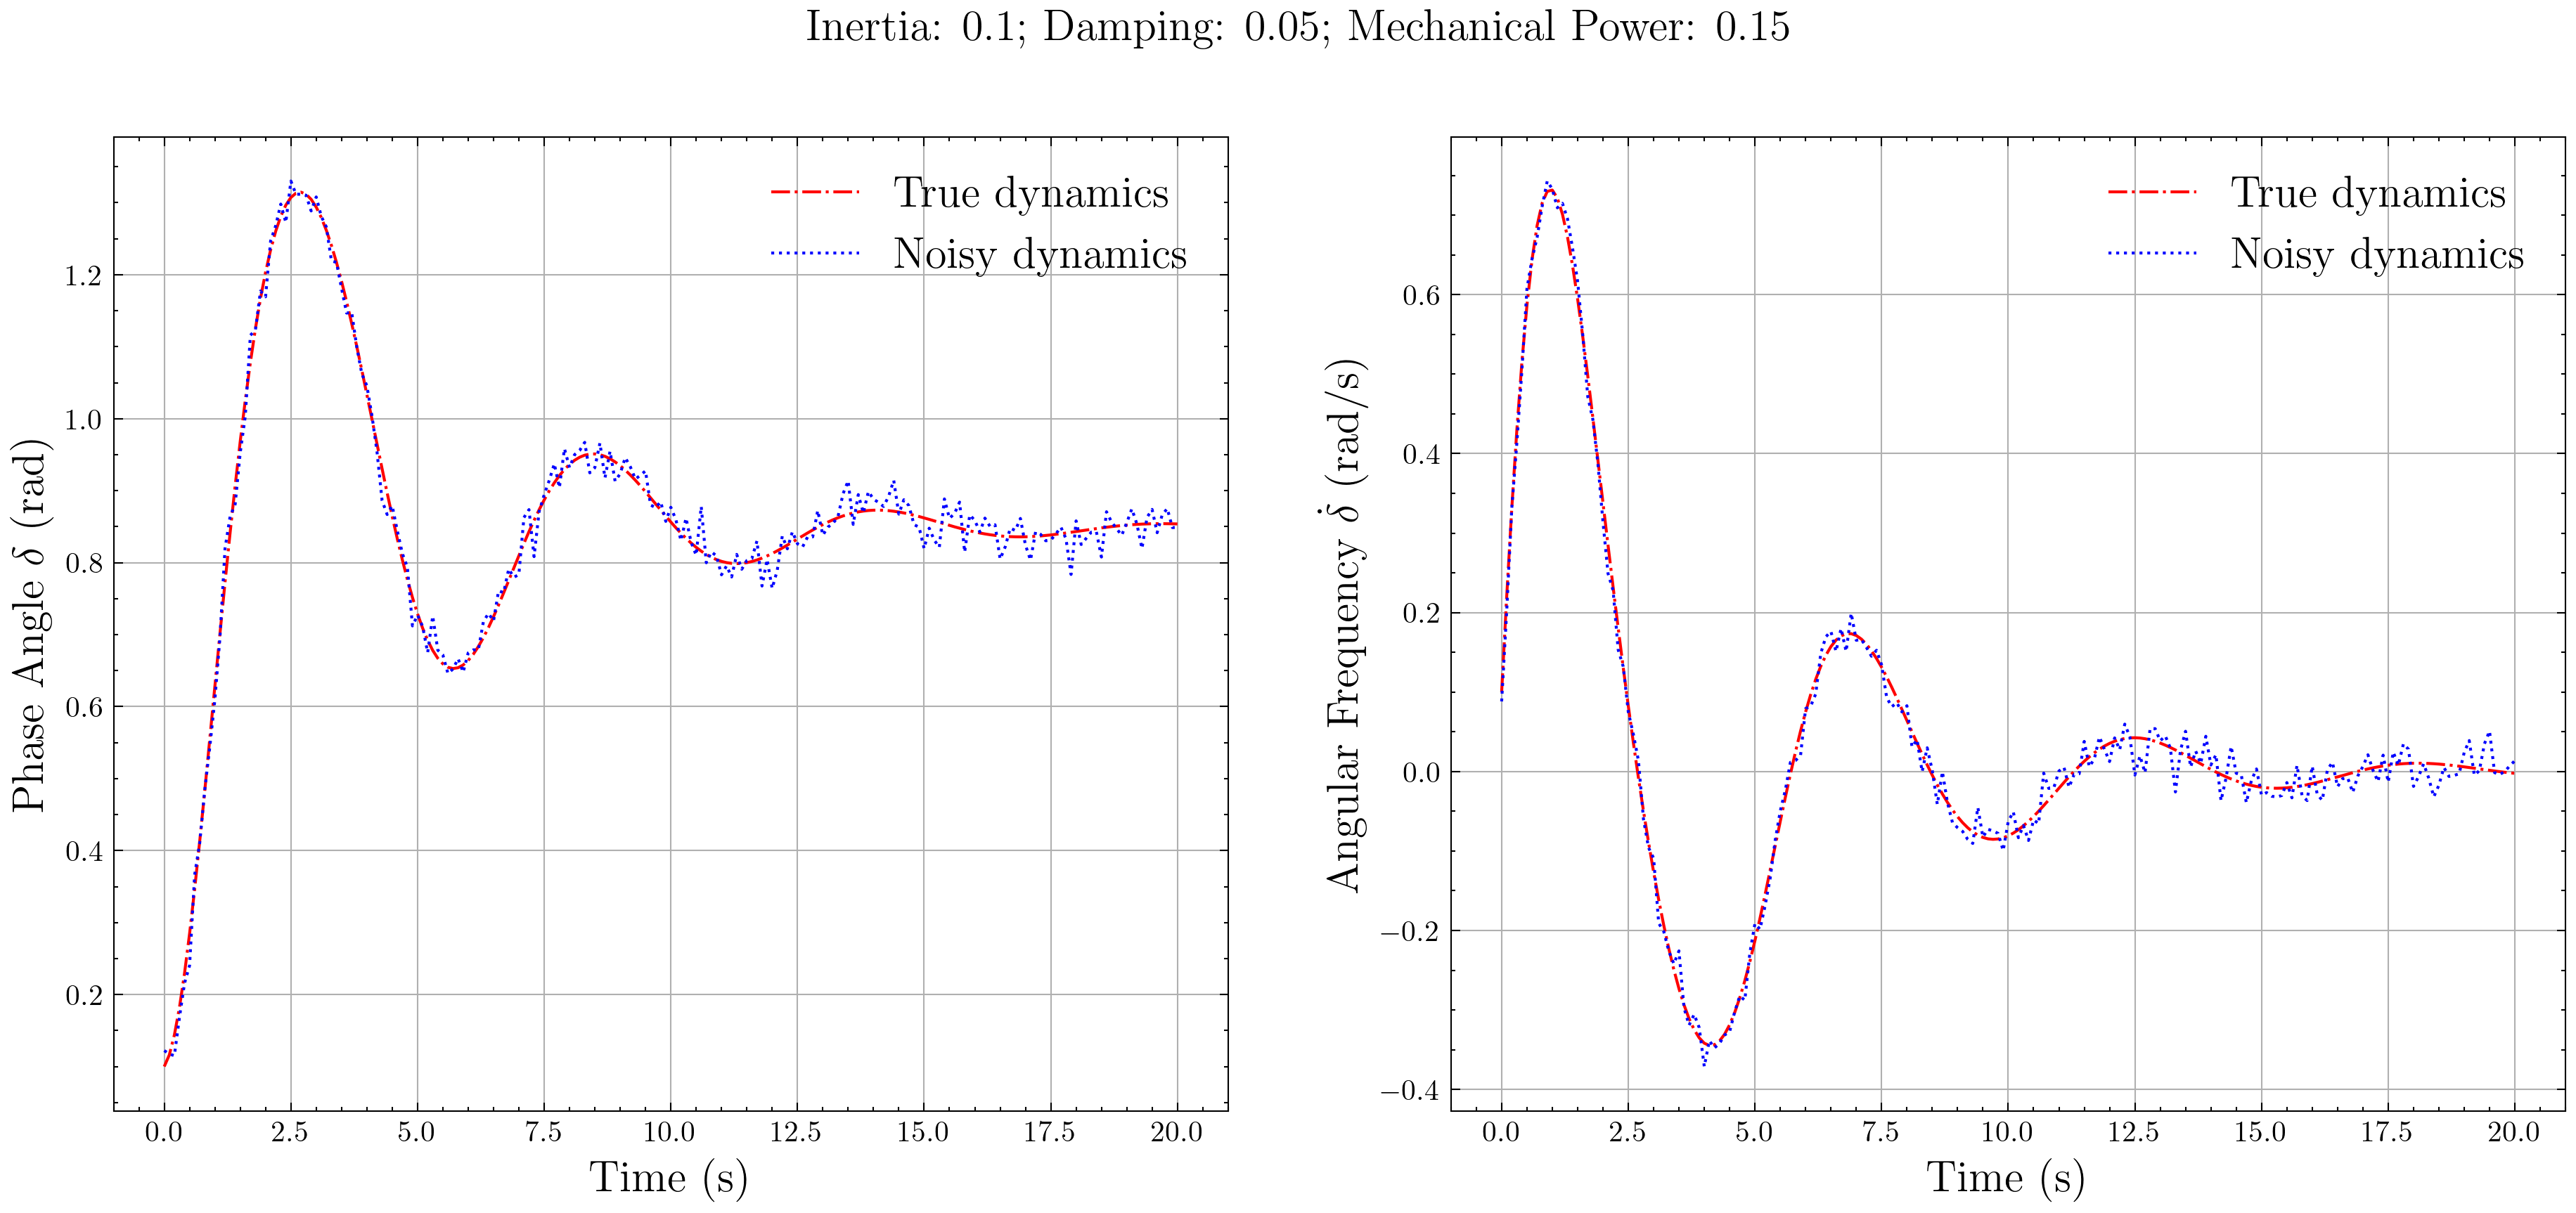 Inertia: 0.1; Damping: 0.05; Mechanical Power: 0.15
Phase Angle δ (rad)
1.2
1.0
0.8
0.6
0.4
0.2
True dynamics
Noisy dynamics
0.0 2.5 5.0 7.5 10.0 12.5 15.0 17.5 20.0
Time (s)
Angular Frequency δ̇ (rad/s)
0.6
0.4
0.2
0.0
−0.2
−0.4
True dynamics
Noisy dynamics
0.0 2.5 5.0 7.5 10.0 12.5 15.0 17.5 20.0
Time (s)